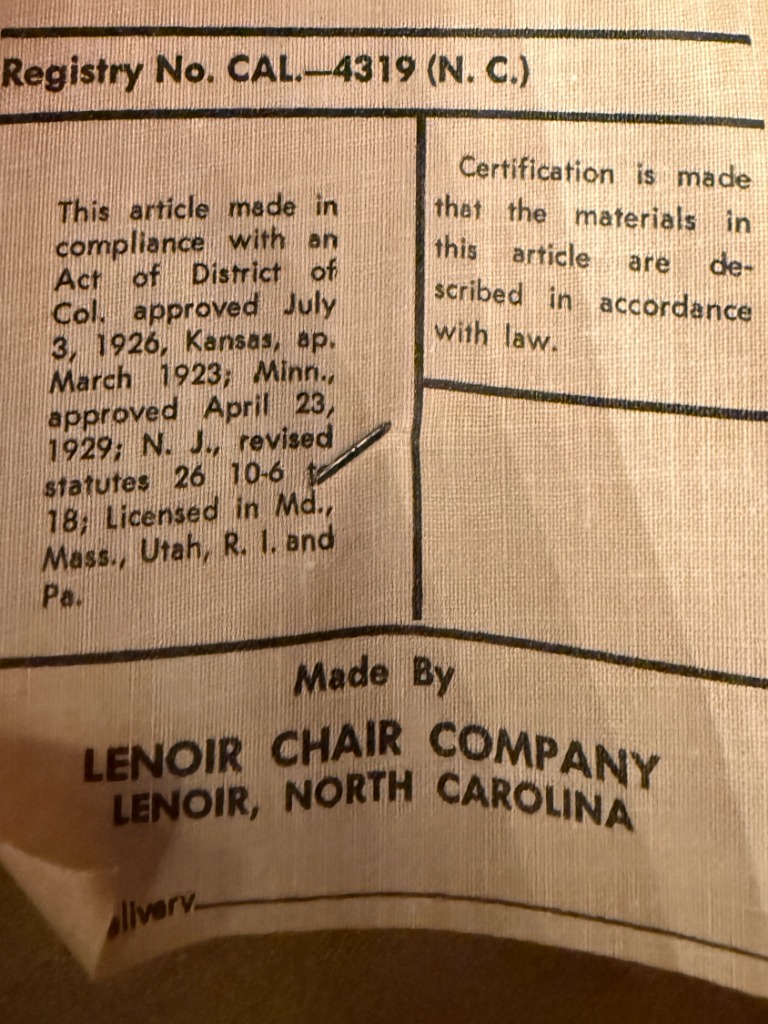 Registry No. CAL.—4319 (N. C.)
This article made in
compliance with an
Act of District of
Col. approved July
3, 1926, Kansas, ap.
March 1923; Minn.,
approved April 23,
1929; N. J., revised
statutes 26 10-6
18; Licensed in Md.,
Mass., Utah, R. I. and
Pa.
Certification is made
that the materials in
this article are de-
scribed in accordance
with law.
Made By
LENOIR CHAIR COMPANY
LENOIR, NORTH CAROLINA